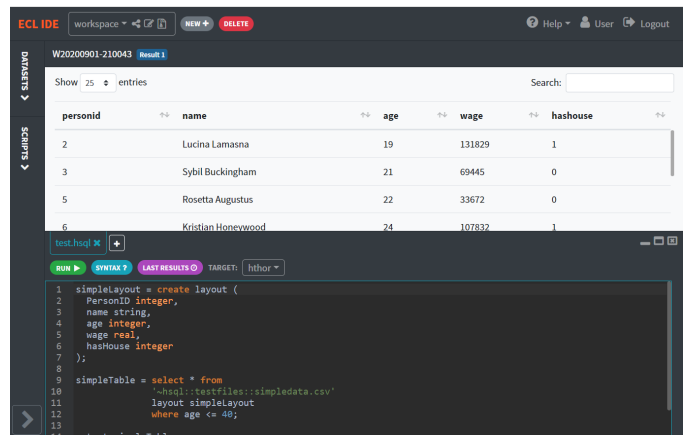 ECL IDE workspace NEW + DELETE Help User Logout
DATASETS
SCRIPTS
W20200901-210043 Result 1
Show 25 entries Search:
personid name age wage hashouse
2 Lucina Lamasna 19 131829 1
3 Sybil Buckingham 21 69445 0
5 Rosetta Augustus 22 33672 0
6 Kristian Honeywood 24 107832 1
test.hsql × +
RUN SYNTAX ? LAST RESULTS TARGET: hthor
1 simpleLayout = create layout (
2 PersonID integer,
3 name string,
4 age integer,
5 wage real,
6 hasHouse integer
7 );
8
9 simpleTable = select * from
10 '~hsql::testfiles::simpledata.csv'
11 layout simpleLayout
12 where age <= 40;
13